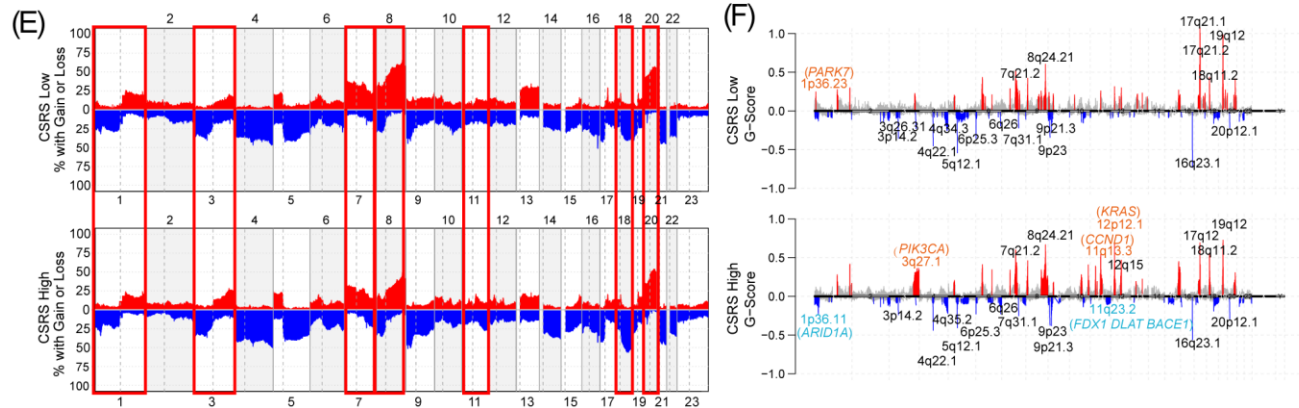 (E)
2 4 6 8 10 12 14 16 18 20 22
CSRS Low
% with Gain or Loss
100
75
50
25
0
25
50
75
100
1 3 5 7 9 11 13 15 17 19 21 23
2 4 6 8 10 12 14 16 18 20 22
CSRS High
% with Gain or Loss
100
75
50
25
0
25
50
75
100
1 3 5 7 9 11 13 15 17 19 21 23
(F)
CSRS Low
G-Score
1.0
0.5
0.0
−0.5
−1.0
(PARK7)
1p36.23
7q21.2
8q24.21
17q21.1
17q21.2
19q12
18q11.2
3q26.31
3p14.2
4q34.3
4q22.1
5q12.1
6p25.3
6q26
7q31.1
9p21.3
9p23
16q23.1
20p12.1
CSRS High
G-Score
1.0
0.5
0.0
−0.5
−1.0
(PIK3CA)
3q27.1
7q21.2
8q24.21
(KRAS)
12p12.1
(CCND1)
11q13.3
12q15
17q12
19q12
18q11.2
1p36.11
(ARID1A)
3p14.2
4q35.2
4q22.1
5q12.1
6p25.3
6q26
7q31.1
9p23
9p21.3
11q23.2
(FDX1 DLAT BACE1)
16q23.1
20p12.1